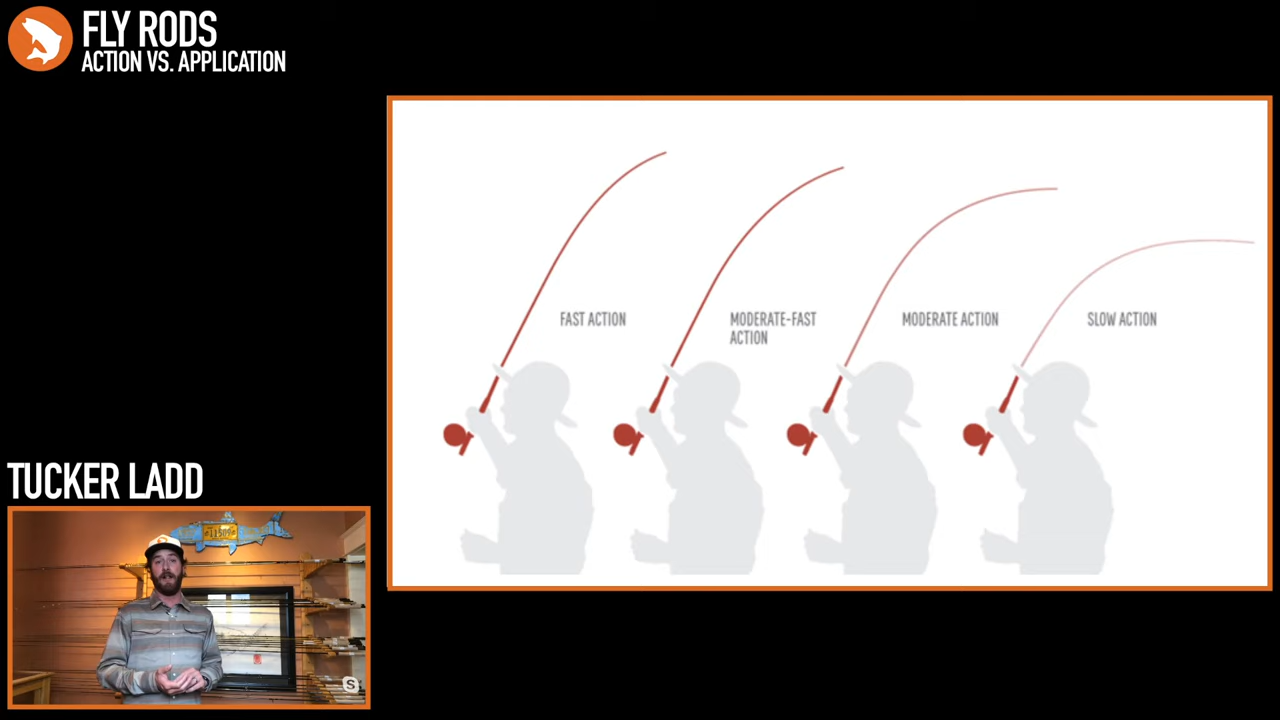 FLY RODS
ACTION VS. APPLICATION
FAST ACTION
MODERATE-FAST
ACTION
MODERATE ACTION
SLOW ACTION
TUCKER LADD
S